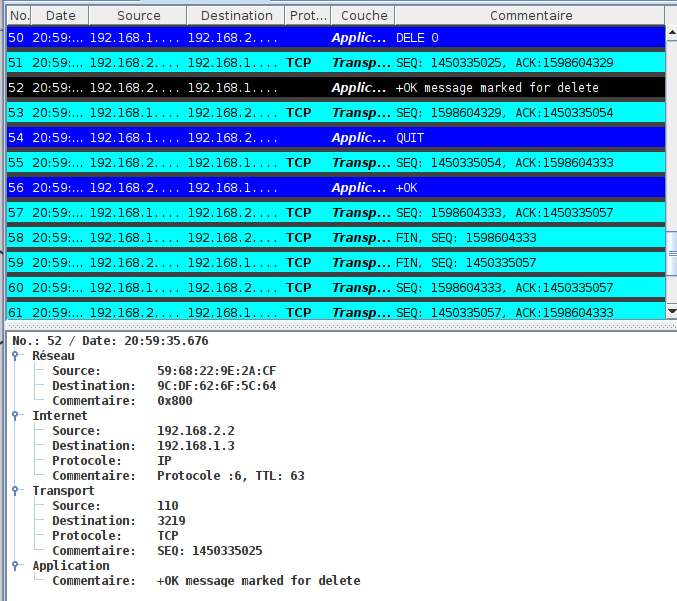 No. Date Source Destination Prot... Couche Commentaire
50 20:59:... 192.168.1.... 192.168.2.... Applic... DELE 0
51 20:59:... 192.168.2.... 192.168.1.... TCP Transp... SEQ: 1450335025, ACK:1598604329
52 20:59:... 192.168.2.... 192.168.1.... Applic... +OK message marked for delete
53 20:59:... 192.168.1.... 192.168.2.... TCP Transp... SEQ: 1598604329, ACK:1450335054
54 20:59:... 192.168.1.... 192.168.2.... Applic... QUIT
55 20:59:... 192.168.2.... 192.168.1.... TCP Transp... SEQ: 1450335054, ACK:1598604333
56 20:59:... 192.168.2.... 192.168.1.... Applic... +OK
57 20:59:... 192.168.1.... 192.168.2.... TCP Transp... SEQ: 1598604333, ACK:1450335057
58 20:59:... 192.168.1.... 192.168.2.... TCP Transp... FIN, SEQ: 1598604333
59 20:59:... 192.168.2.... 192.168.1.... TCP Transp... FIN, SEQ: 1450335057
60 20:59:... 192.168.1.... 192.168.2.... TCP Transp... SEQ: 1598604333, ACK:1450335057
61 20:59:... 192.168.2.... 192.168.1.... TCP Transp... SEQ: 1450335057, ACK:1598604333
No.: 52 / Date: 20:59:35.676
Réseau
Source: 59:68:22:9E:2A:CF
Destination: 9C:DF:62:6F:5C:64
Commentaire: 0x800
Internet
Source: 192.168.2.2
Destination: 192.168.1.3
Protocole: IP
Commentaire: Protocole :6, TTL: 63
Transport
Source: 110
Destination: 3219
Protocole: TCP
Commentaire: SEQ: 1450335025
Application
Commentaire: +OK message marked for delete